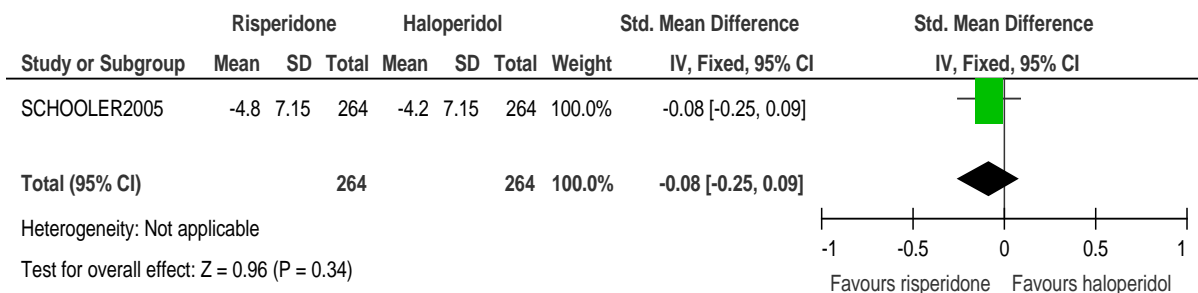 Risperidone Haloperidol Std. Mean Difference Std. Mean Difference
Study or Subgroup Mean SD Total Mean SD Total Weight IV, Fixed, 95% CI IV, Fixed, 95% CI
SCHOOLER2005 -4.8 7.15 264 -4.2 7.15 264 100.0% -0.08 [-0.25, 0.09]
Total (95% CI) 264 264 100.0% -0.08 [-0.25, 0.09]
Heterogeneity: Not applicable
Test for overall effect: Z = 0.96 (P = 0.34)
-1 -0.5 0 0.5 1
Favours risperidone Favours haloperidol